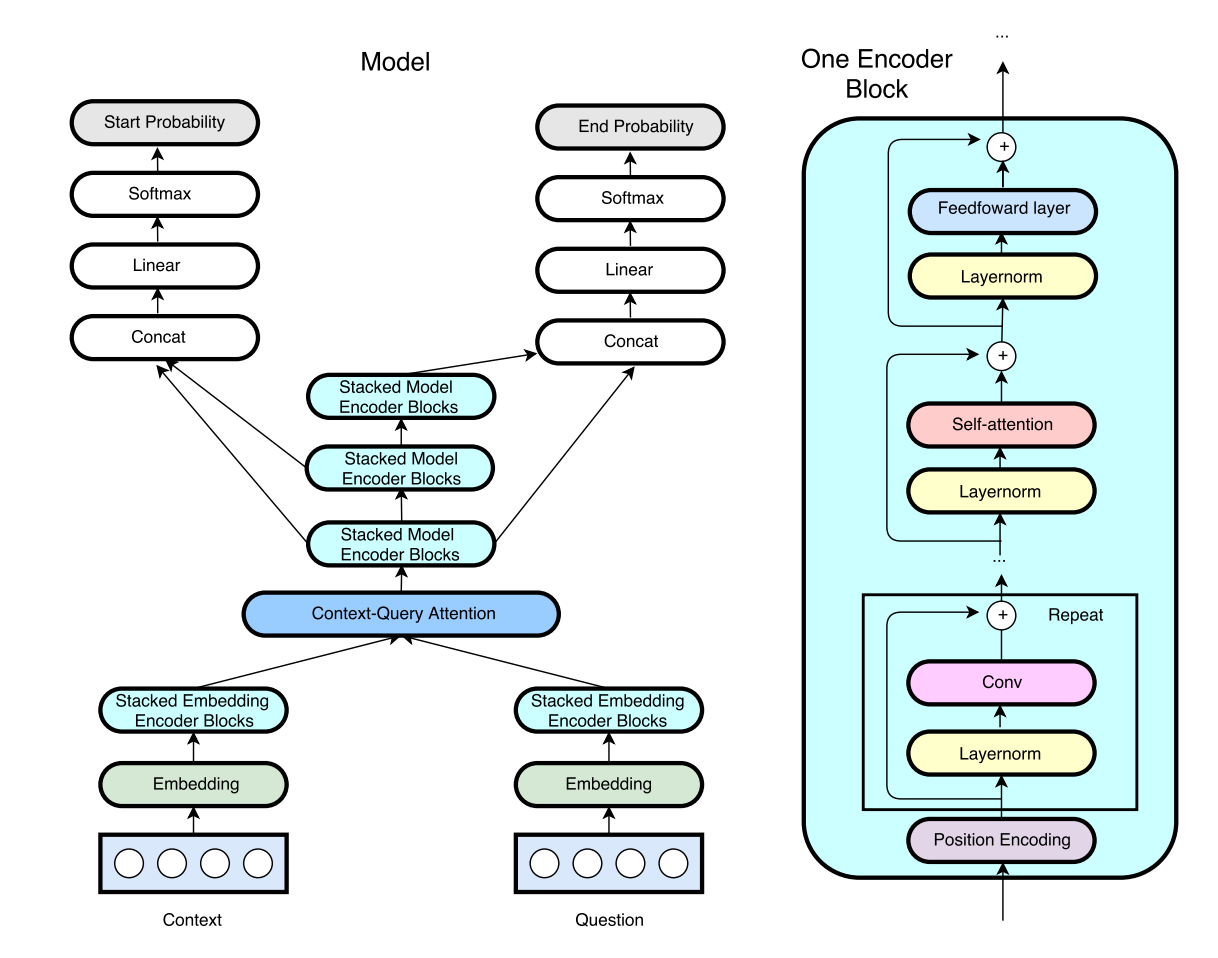 Model
Start Probability
Softmax
Linear
Concat
End Probability
Softmax
Linear
Concat
Stacked Model
Encoder Blocks
Stacked Model
Encoder Blocks
Stacked Model
Encoder Blocks
Context-Query Attention
Stacked Embedding
Encoder Blocks
Embedding
Context
Stacked Embedding
Encoder Blocks
Embedding
Question
One Encoder
Block
...
+
Feedfoward layer
Layernorm
+
Self-attention
Layernorm
...
+
Repeat
Conv
Layernorm
Position Encoding